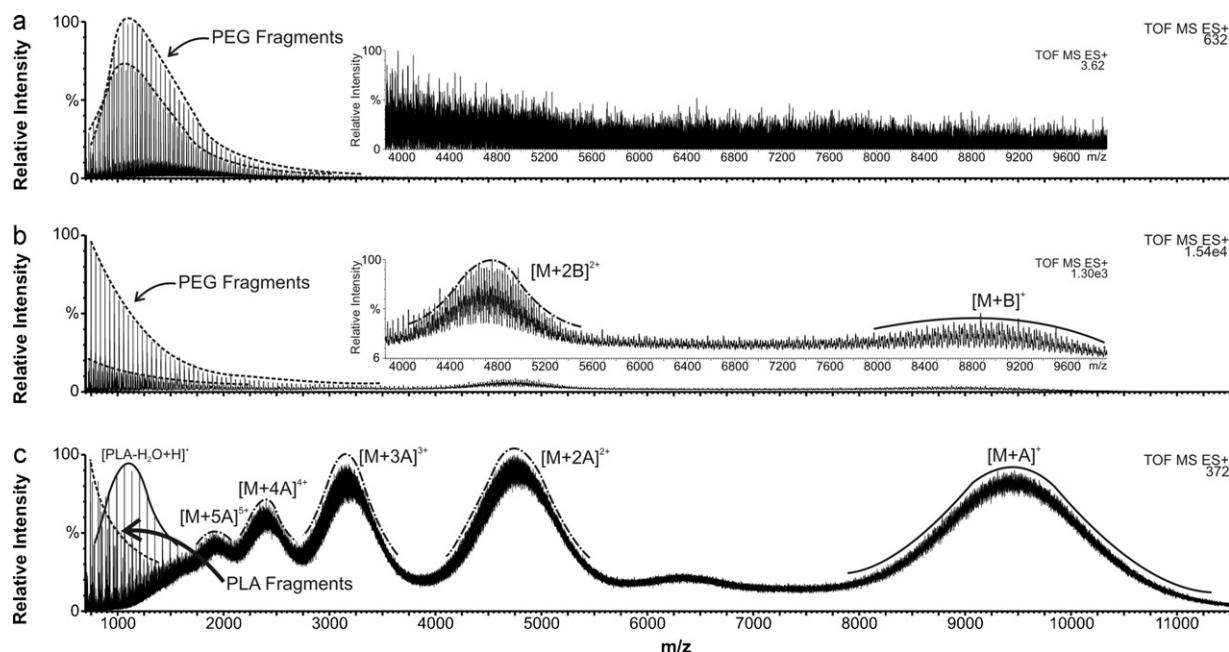 a
100
%
0
Relative Intensity
PEG Fragments
TOF MS ES+
632
100
%
0
Relative Intensity
TOF MS ES+
3.62
4000 4400 4800 5200 5600 6000 6400 6800 7200 7600 8000 8400 8800 9200 9600 m/z
b
100
%
0
Relative Intensity
PEG Fragments
TOF MS ES+
1.54e4
100
%
6
Relative Intensity
[M+2B]²⁺
TOF MS ES+
1.30e3
[M+B]⁺
4000 4400 4800 5200 5600 6000 6400 6800 7200 7600 8000 8400 8800 9200 9600 m/z
c
100
%
0
Relative Intensity
[PLA-H₂O+H]⁺
[M+5A]⁵⁺
[M+4A]⁴⁺
[M+3A]³⁺
[M+2A]²⁺
[M+A]⁺
TOF MS ES+
372
PLA Fragments
1000 2000 3000 4000 5000 6000 7000 8000 9000 10000 11000
m/z